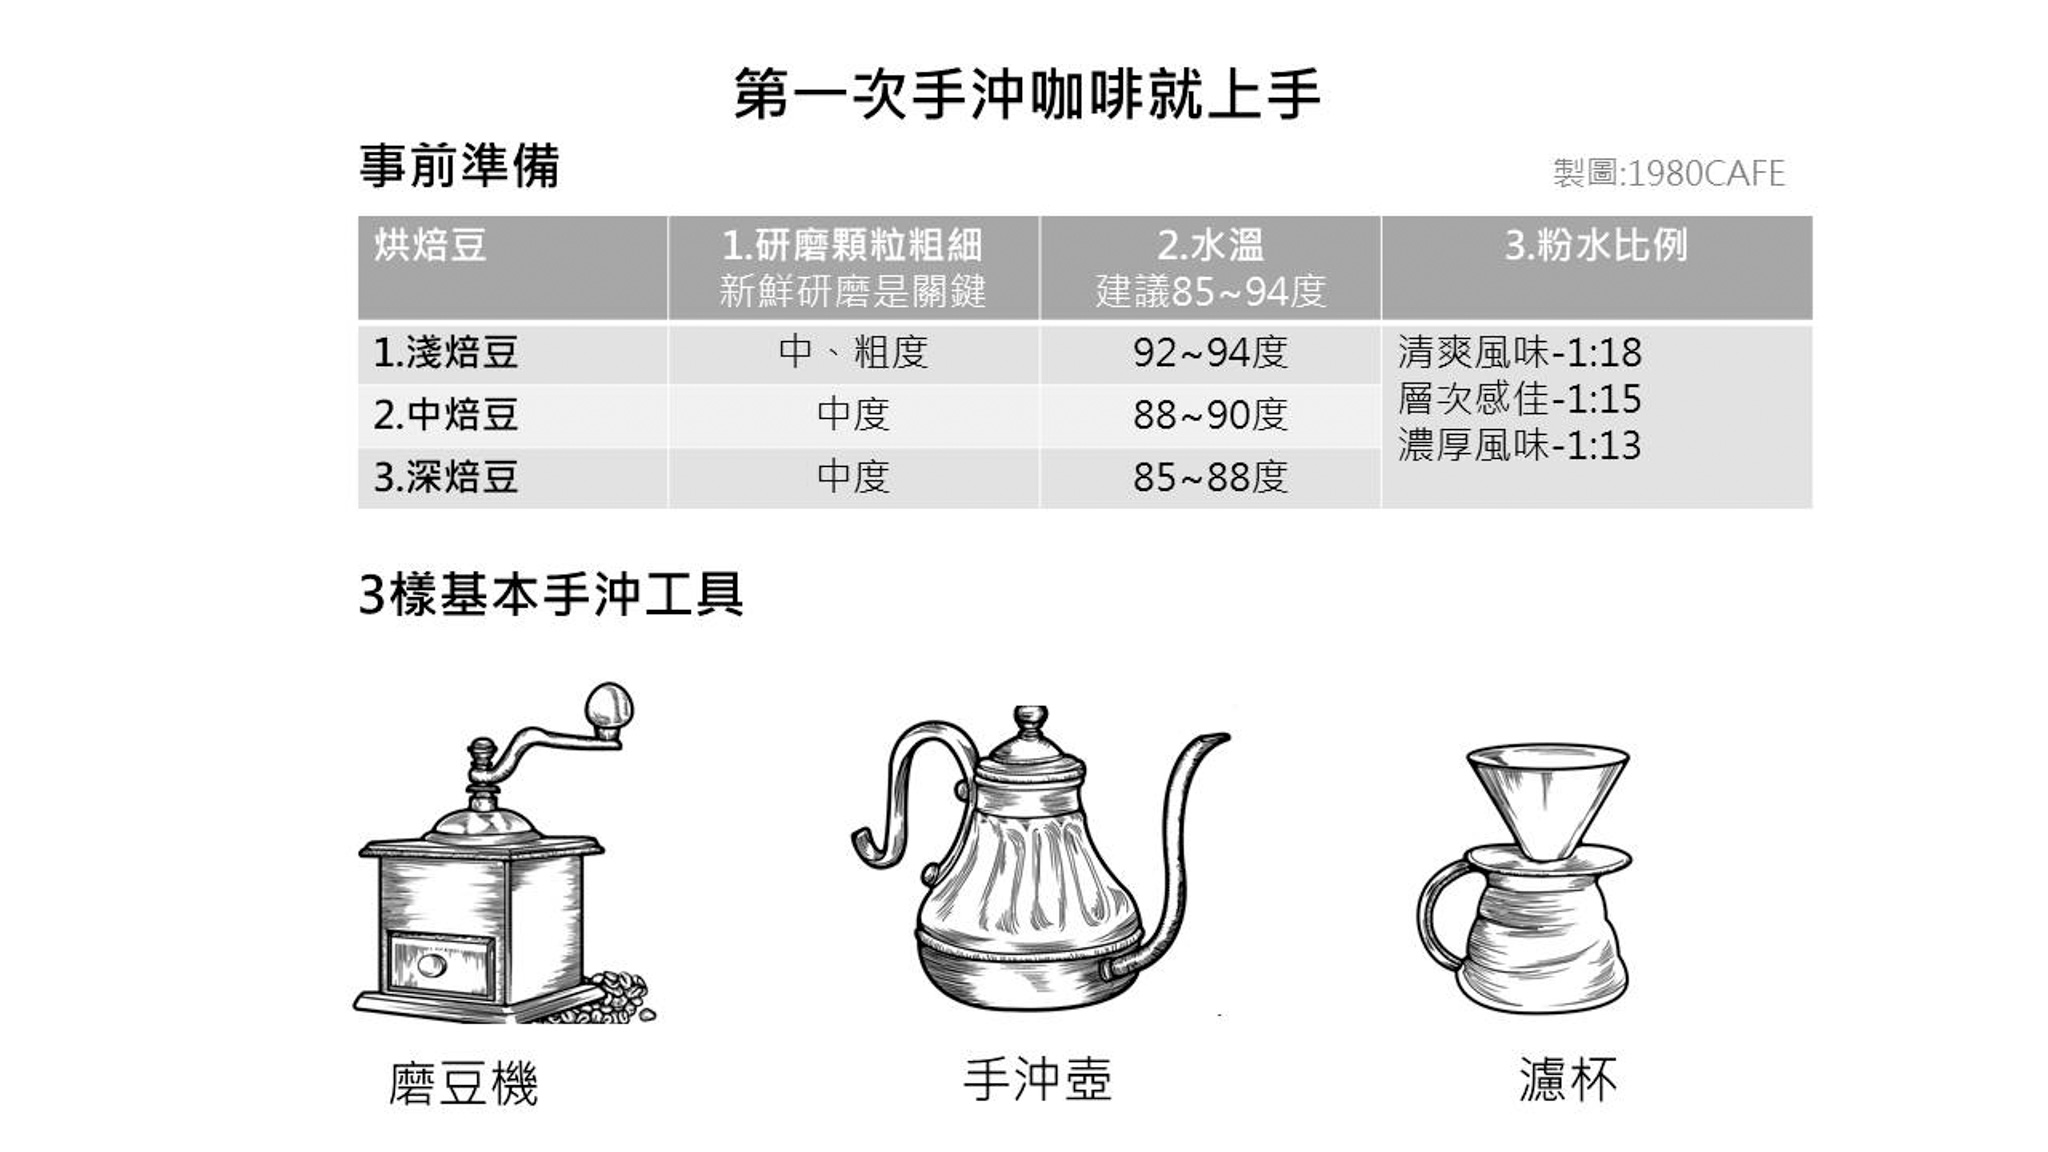 第一次手沖咖啡就上手
事前準備
製圖:1980CAFE
烘焙豆
1.研磨顆粒粗細
新鮮研磨是關鍵
2.水溫
建議85~94度
3.粉水比例
1.淺焙豆
中、粗度
92~94度
清爽風味-1:18
層次感佳-1:15
濃厚風味-1:13
2.中焙豆
中度
88~90度
3.深焙豆
中度
85~88度
3樣基本手沖工具
磨豆機
手沖壺
濾杯